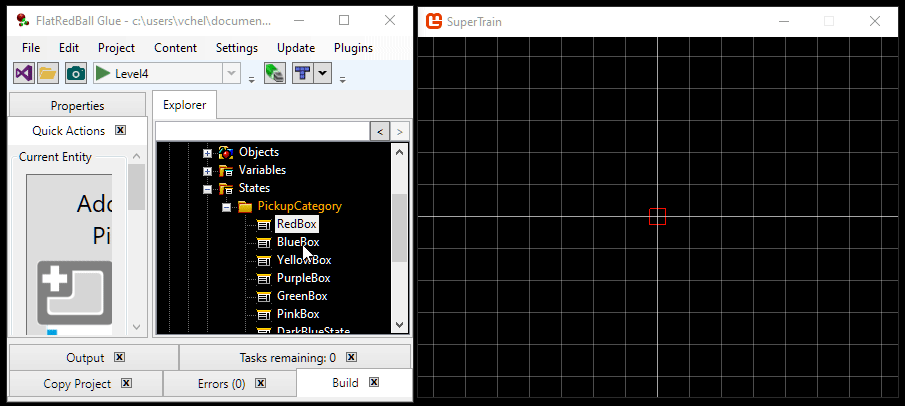 FlatRedBall Glue - c:\users\vchel\documen...
SuperTrain
File Edit Project Content Settings Update Plugins
Level4
Properties
Explorer
Quick Actions
Current Entity
Pi
< >
Objects
Variables
States
PickupCategory
RedBox
BlueBox
YellowBox
PurpleBox
GreenBox
PinkBox
DarkBlueState
Output
Tasks remaining: 0
Copy Project
Errors (0)
Build